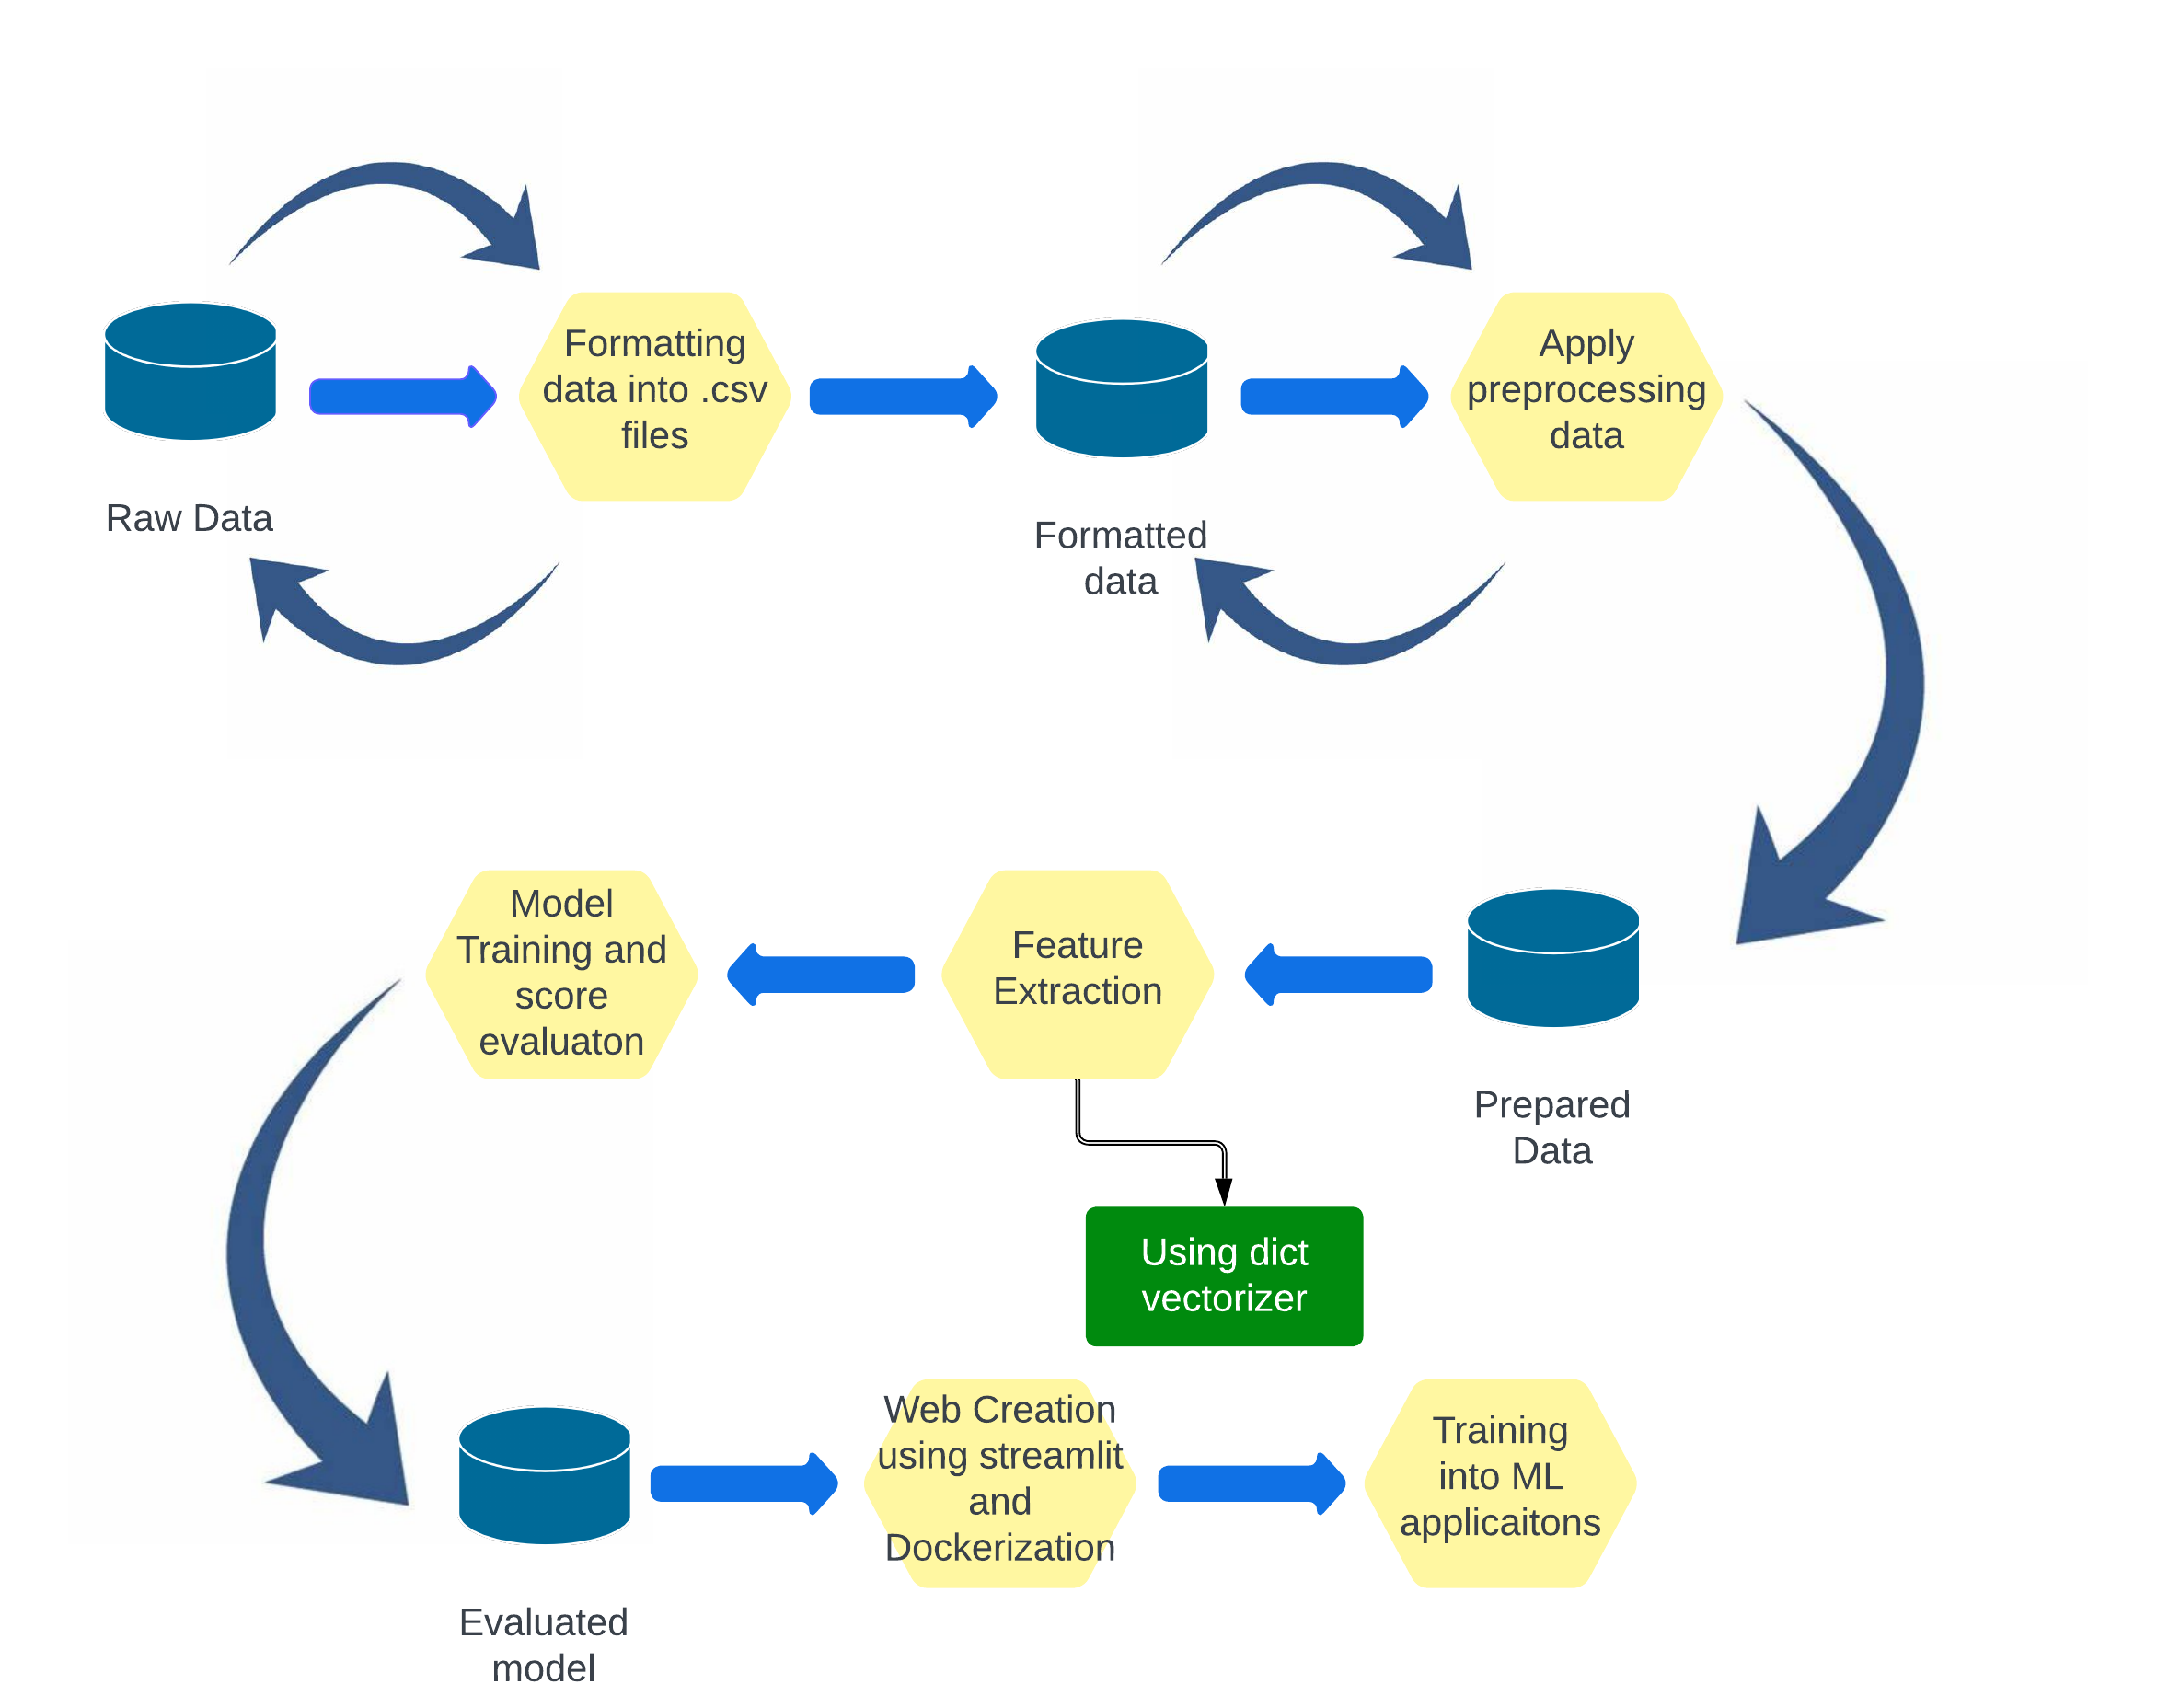 Raw Data
Formatting
data into .csv
files
Formatted
data
Apply
preprocessing
data
Prepared
Data
Feature
Extraction
Using dict
vectorizer
Model
Training and
score
evaluaton
Evaluated
model
Web Creation
using streamlit
and
Dockerization
Training
into ML
applicaitons